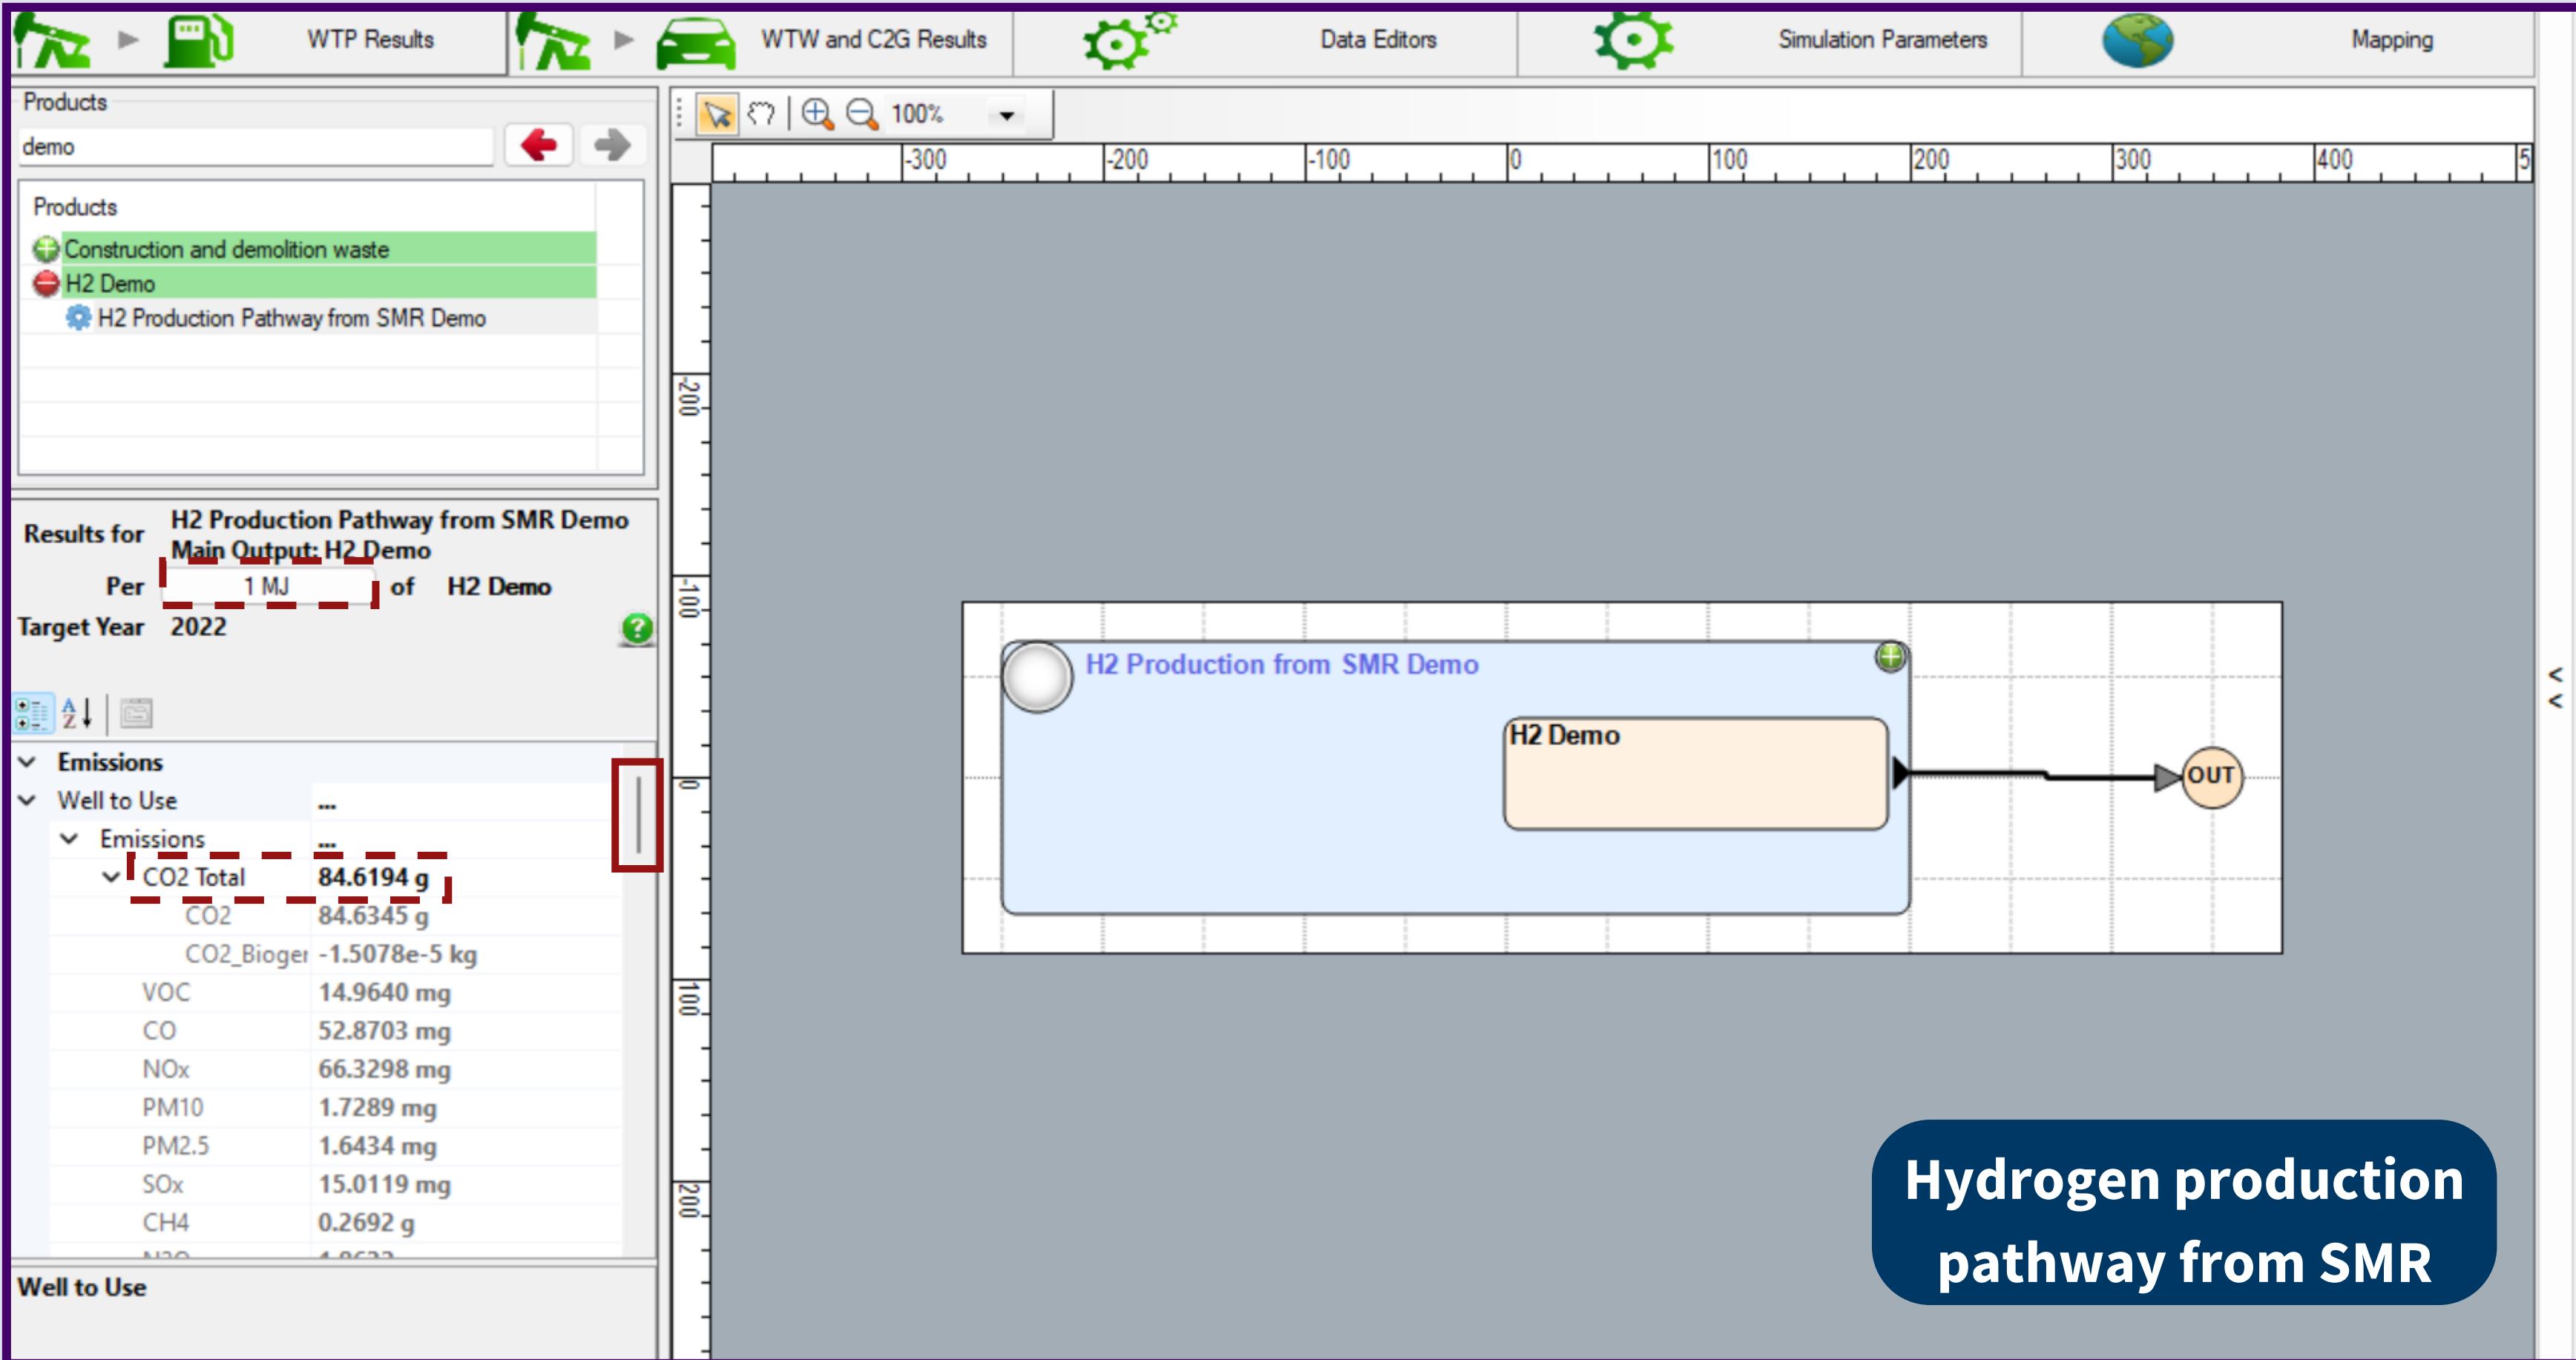 WTP Results
WTW and C2G Results
Data Editors
Simulation Parameters
Mapping
Products
demo
100%
-300 -200 -100 0 100 200 300 400 5
Products
Construction and demolition waste
H2 Demo
H2 Production Pathway from SMR Demo
-200
-100
0
100
200
Results for H2 Production Pathway from SMR Demo
Main Output: H2 Demo
Per 1 MJ of H2 Demo
Target Year 2022
Emissions
Well to Use ...
Emissions ...
CO2 Total 84.6194 g
CO2 84.6345 g
CO2_Bioger -1.5078e-5 kg
VOC 14.9640 mg
CO 52.8703 mg
NOx 66.3298 mg
PM10 1.7289 mg
PM2.5 1.6434 mg
SOx 15.0119 mg
CH4 0.2692 g
Well to Use
H2 Production from SMR Demo
H2 Demo
OUT
<
<
Hydrogen production
pathway from SMR